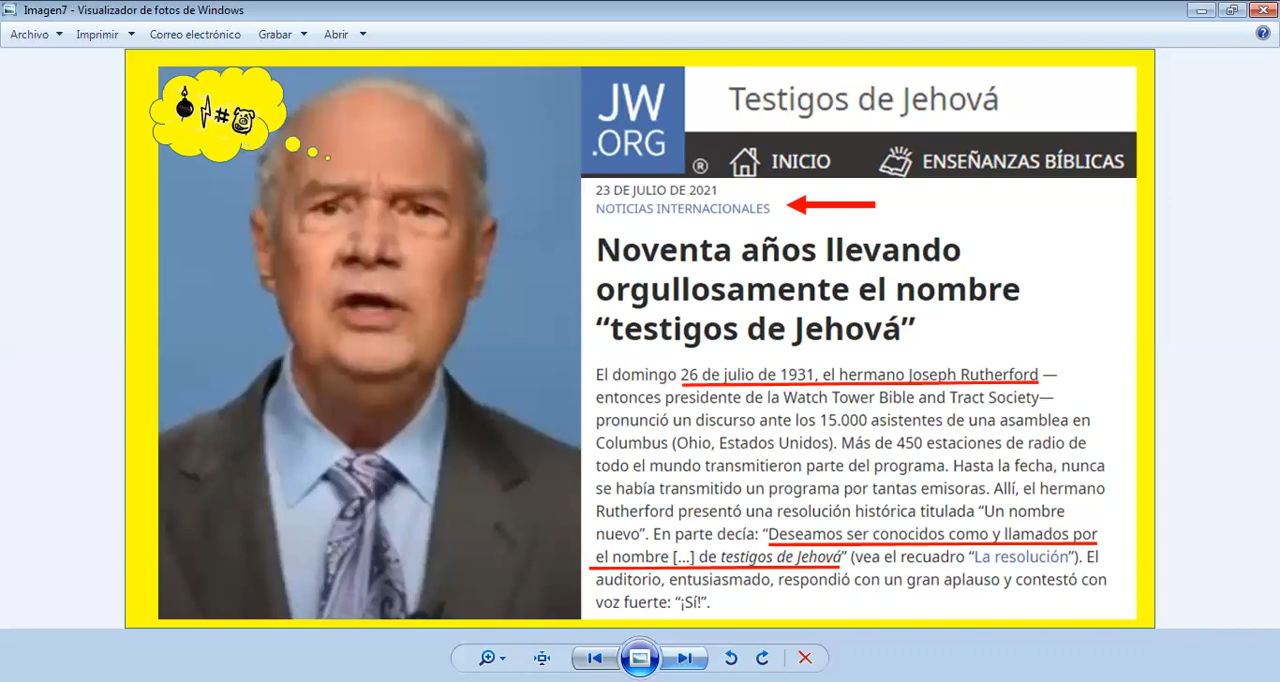 Imagen7 - Visualizador de fotos de Windows
Archivo Imprimir Correo electrónico Grabar Abrir
JW
.ORG
®
Testigos de Jehová
INICIO ENSEÑANZAS BÍBLICAS
23 DE JULIO DE 2021
NOTICIAS INTERNACIONALES
Noventa años llevando
orgullosamente el nombre
“testigos de Jehová”
El domingo 26 de julio de 1931, el hermano Joseph Rutherford —
entonces presidente de la Watch Tower Bible and Tract Society—
pronunció un discurso ante los 15.000 asistentes de una asamblea en
Columbus (Ohio, Estados Unidos). Más de 450 estaciones de radio de
todo el mundo transmitieron parte del programa. Hasta la fecha, nunca
se había transmitido un programa por tantas emisoras. Allí, el hermano
Rutherford presentó una resolución histórica titulada “Un nombre
nuevo”. En parte decía: “Deseamos ser conocidos como y llamados por
el nombre [...] de testigos de Jehová” (vea el recuadro “La resolución”). El
auditorio, entusiasmado, respondió con un gran aplauso y contestó con
voz fuerte: “¡Sí!”.
#